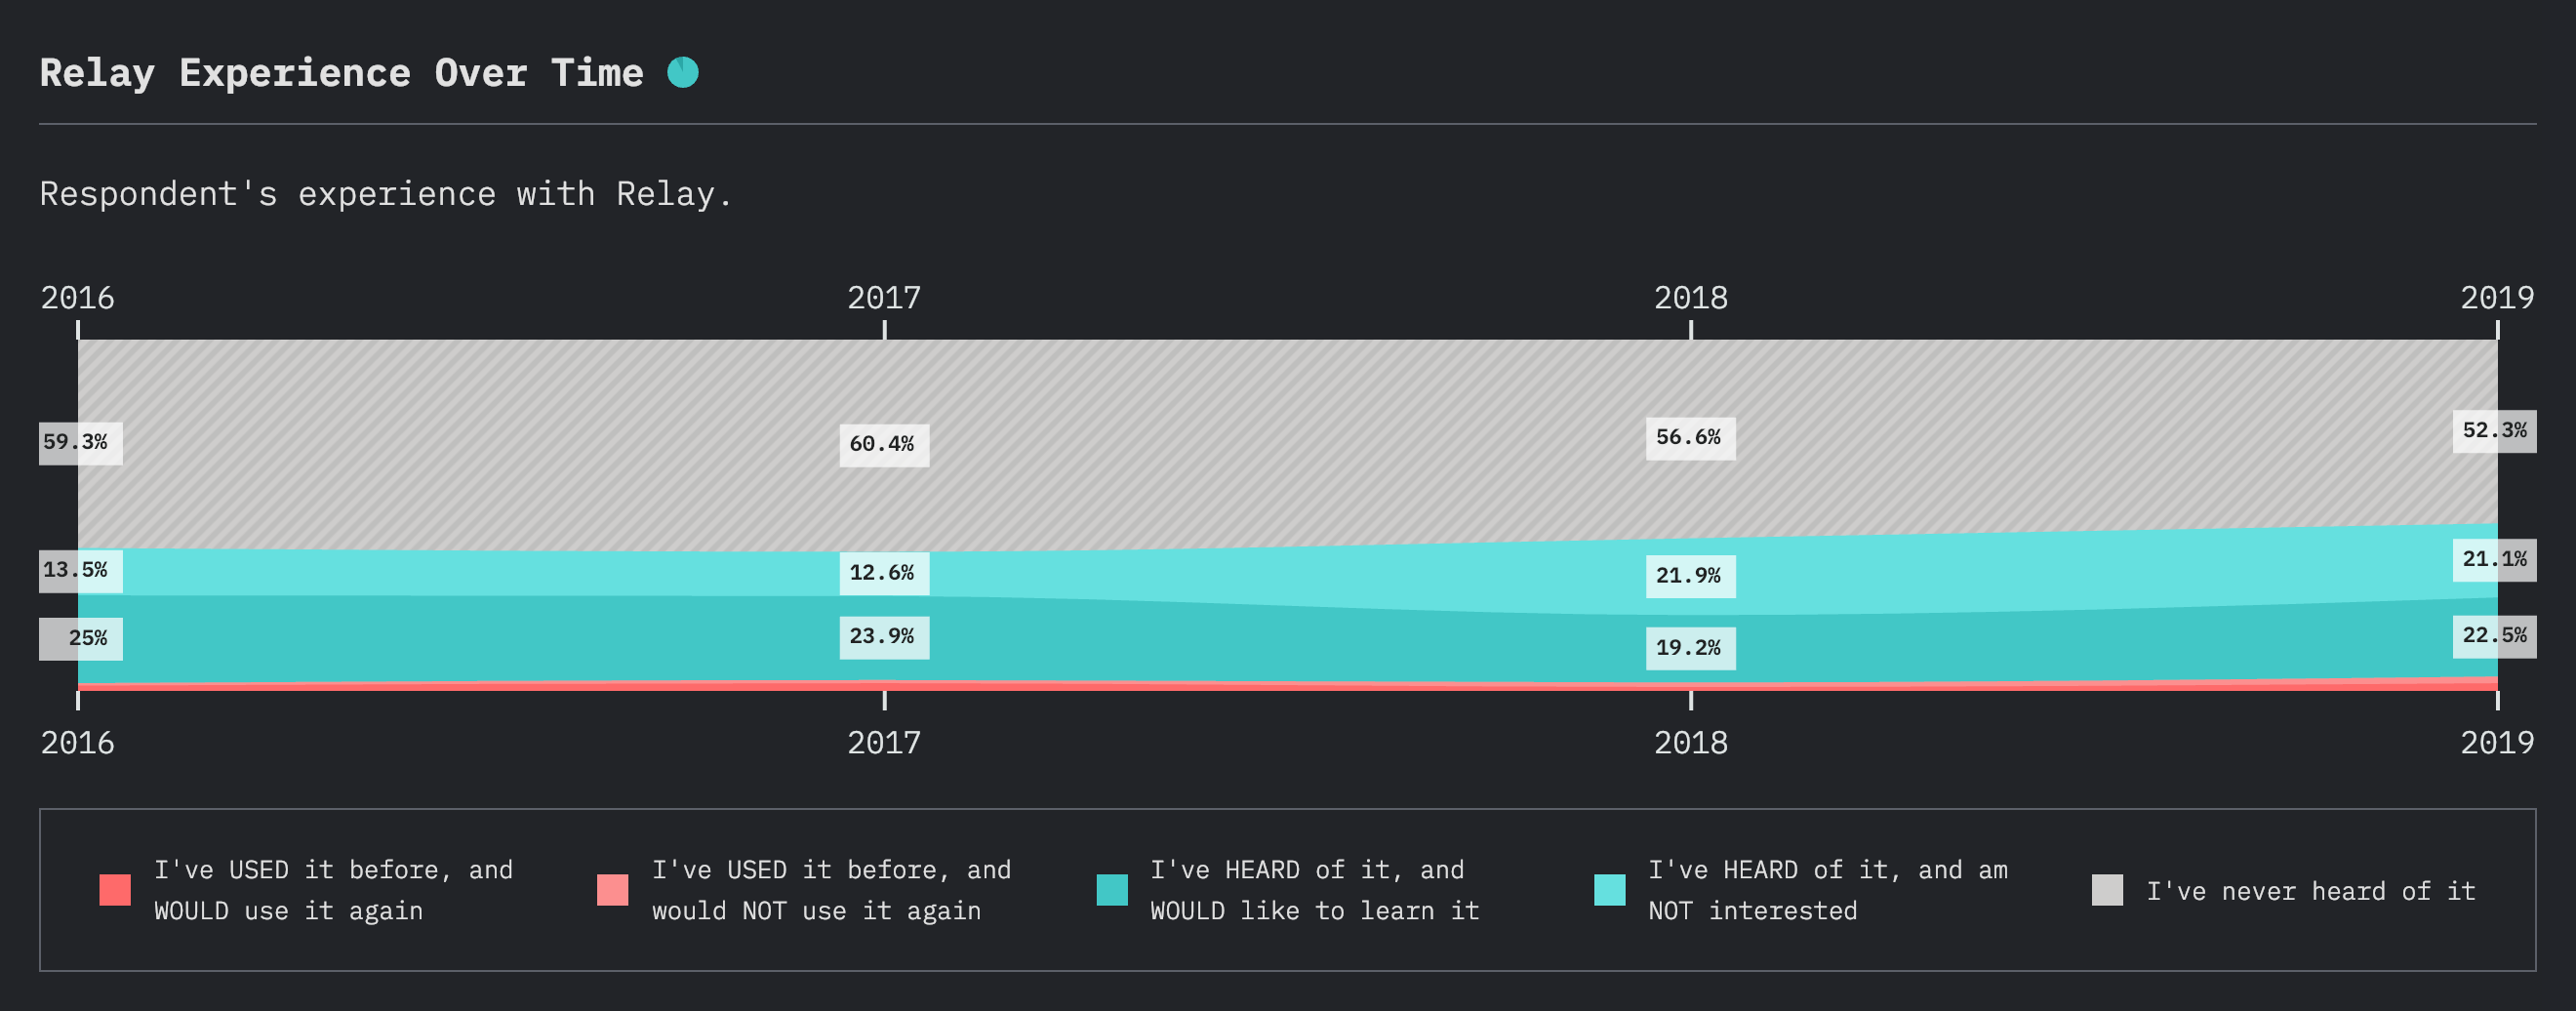 Relay Experience Over Time
Respondent's experience with Relay.
2016 2017 2018 2019
59.3% 60.4% 56.6% 52.3%
13.5% 12.6% 21.9% 21.1%
25% 23.9% 19.2% 22.5%
2016 2017 2018 2019
I've USED it before, and
WOULD use it again
I've USED it before, and
would NOT use it again
I've HEARD of it, and
WOULD like to learn it
I've HEARD of it, and am
NOT interested
I've never heard of it